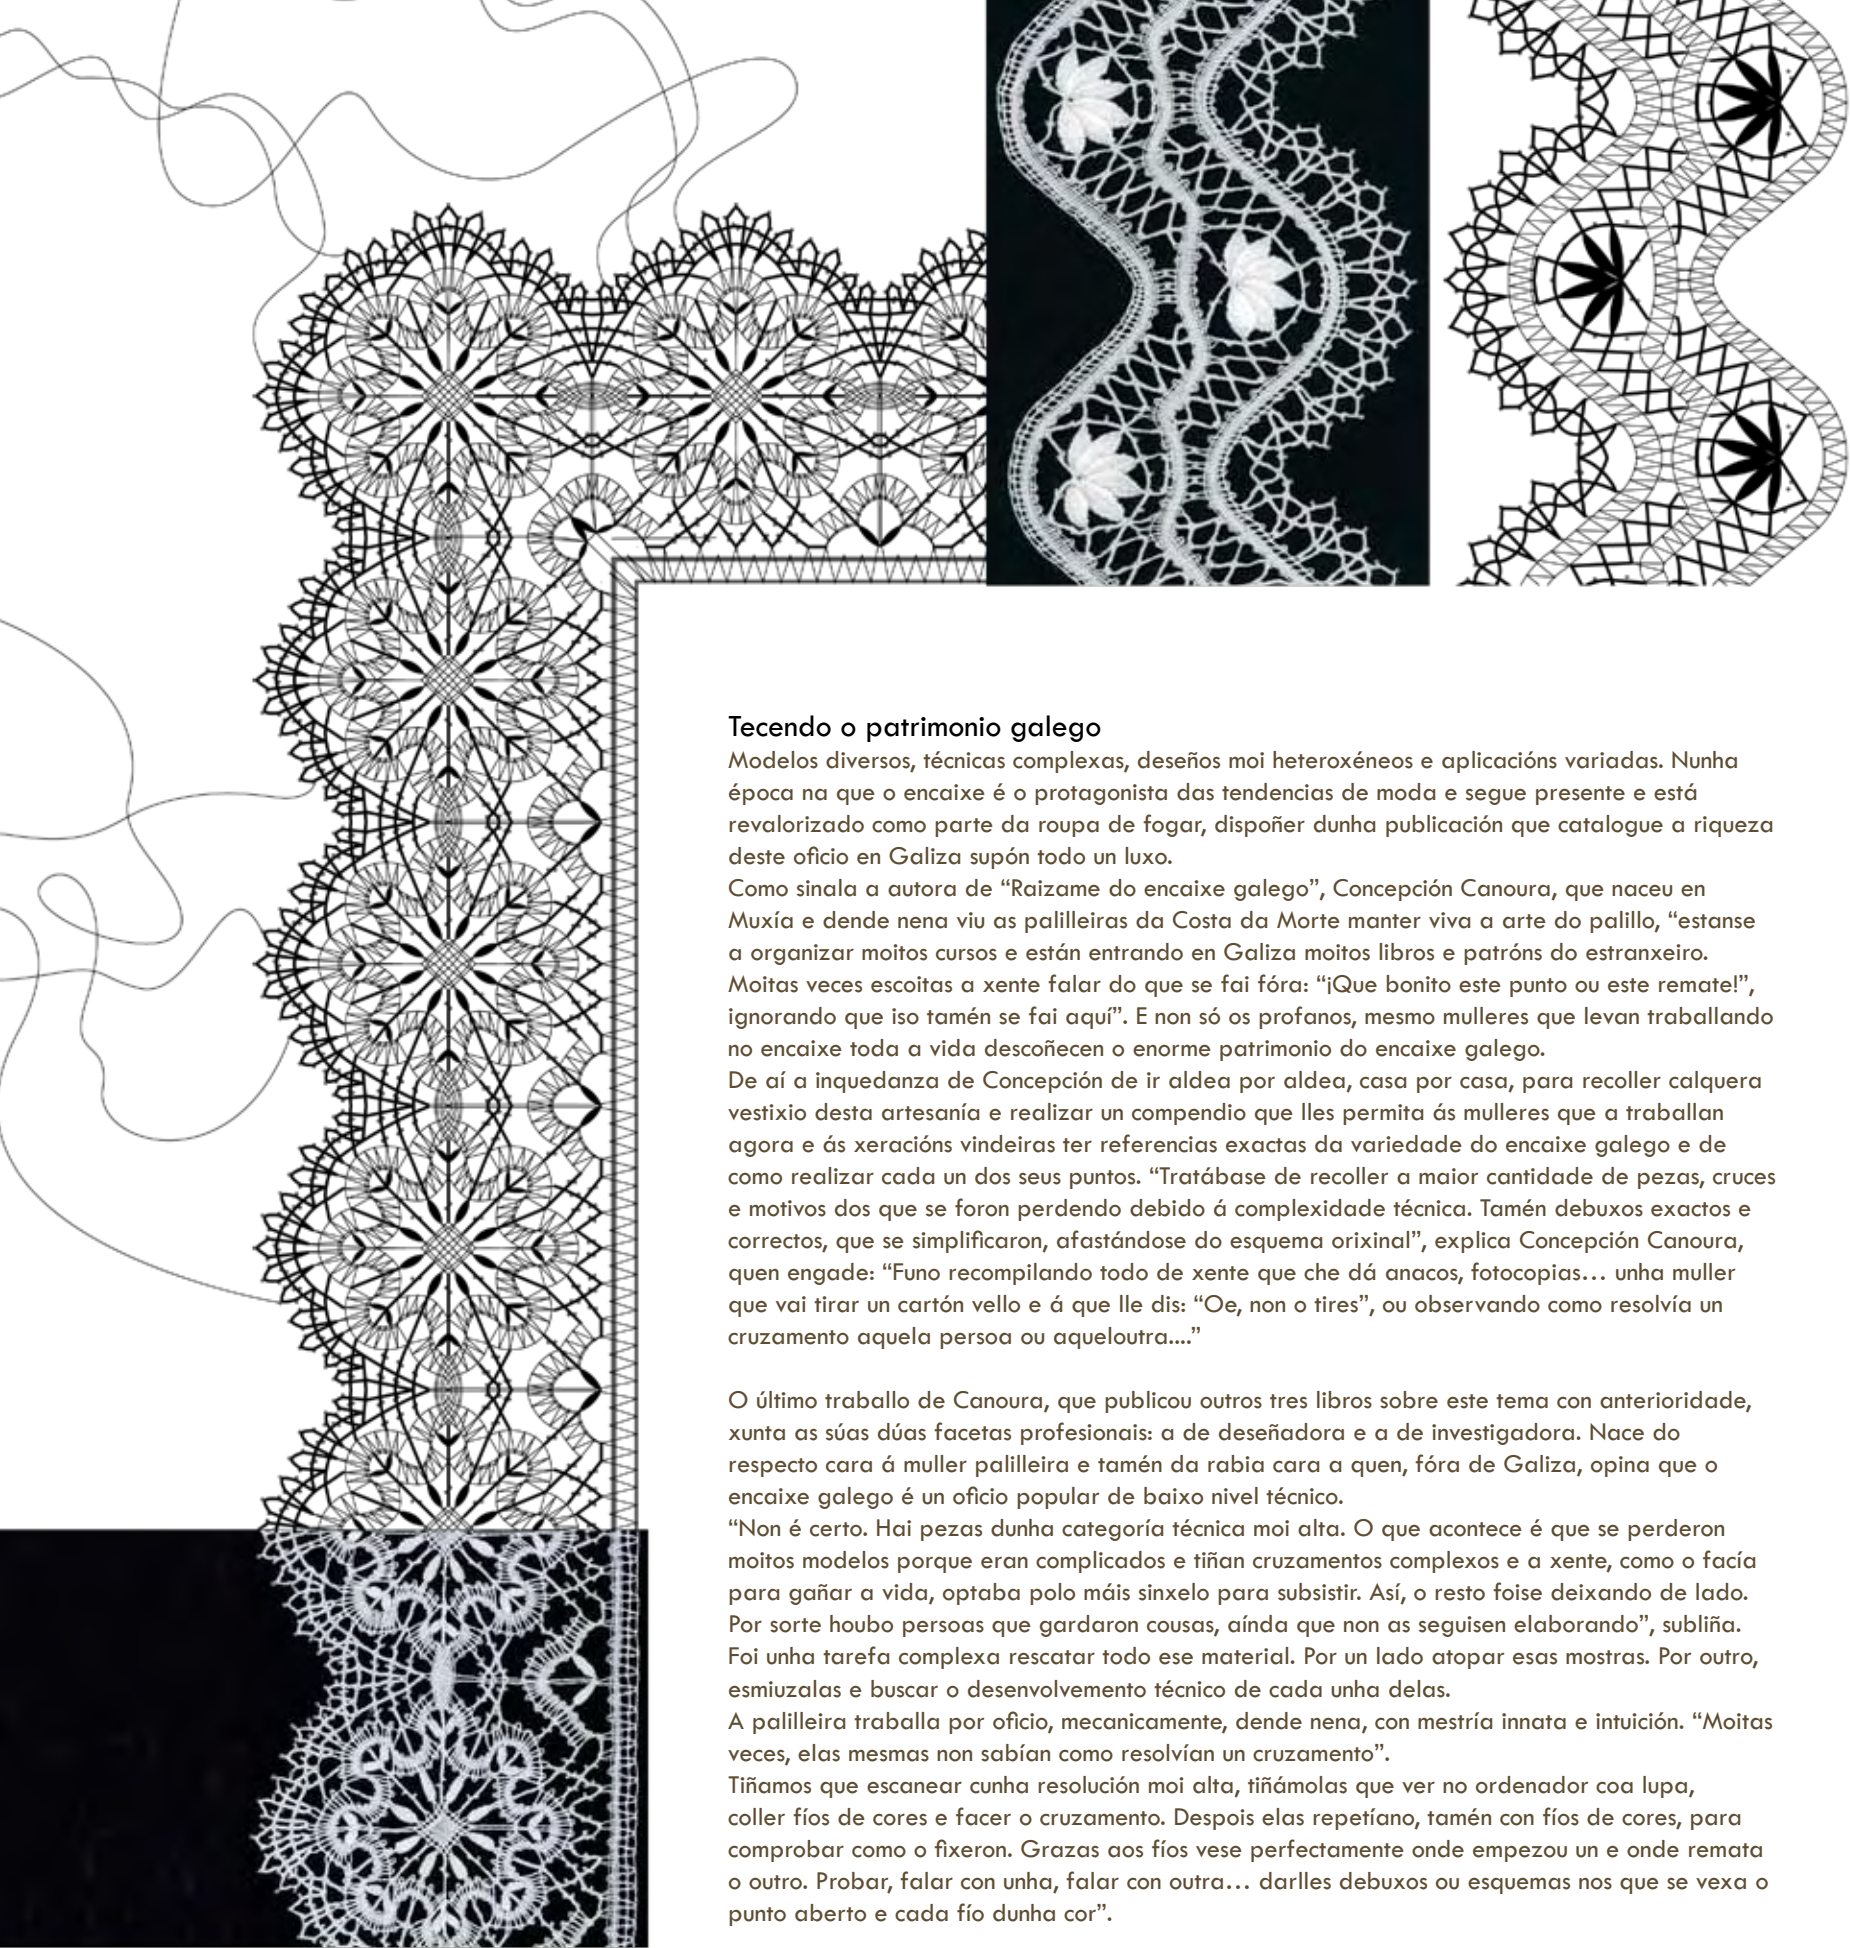 Tecendo o patrimonio galego
Modelos diversos, técnicas complexas, deseños moi heteroxéneos e aplicacións variadas. Nunha
época na que o encaixe é o protagonista das tendencias de moda e segue presente e está
revalorizado como parte da roupa de fogar, dispoñer dunha publicación que catalogue a riqueza
deste oficio en Galiza supón todo un luxo.
Como sinala a autora de “Raizame do encaixe galego”, Concepción Canoura, que naceu en
Muxía e dende nena viu as palilleiras da Costa da Morte manter viva a arte do palillo, “estanse
a organizar moitos cursos e están entrando en Galiza moitos libros e patróns do estranxeiro.
Moitas veces escoitas a xente falar do que se fai fóra: “¡Que bonito este punto ou este remate!”,
ignorando que iso tamén se fai aquí”. E non só os profanos, mesmo mulleres que levan traballando
no encaixe toda a vida descoñecen o enorme patrimonio do encaixe galego.
De aí a inquedanza de Concepción de ir aldea por aldea, casa por casa, para recoller calquera
vestixio desta artesanía e realizar un compendio que lles permita ás mulleres que a traballan
agora e ás xeracións vindeiras ter referencias exactas da variedade do encaixe galego e de
como realizar cada un dos seus puntos. “Tratábase de recoller a maior cantidade de pezas, cruces
e motivos dos que se foron perdendo debido á complexidade técnica. Tamén debuxos exactos e
correctos, que se simplificaron, afastándose do esquema orixinal”, explica Concepción Canoura,
quen engade: “Funo recompilando todo de xente que che dá anacos, fotocopias… unha muller
que vai tirar un cartón vello e á que lle dis: “Oe, non o tires”, ou observando como resolvía un
cruzamento aquela persoa ou aqueloutra....”
O último traballo de Canoura, que publicou outros tres libros sobre este tema con anterioridade,
xunta as súas dúas facetas profesionais: a de deseñadora e a de investigadora. Nace do
respecto cara á muller palilleira e tamén da rabia cara a quen, fóra de Galiza, opina que o
encaixe galego é un oficio popular de baixo nivel técnico.
“Non é certo. Hai pezas dunha categoría técnica moi alta. O que acontece é que se perderon
moitos modelos porque eran complicados e tiñan cruzamentos complexos e a xente, como o facía
para gañar a vida, optaba polo máis sinxelo para subsistir. Así, o resto foise deixando de lado.
Por sorte houbo persoas que gardaron cousas, aínda que non as seguisen elaborando”, subliña.
Foi unha tarefa complexa rescatar todo ese material. Por un lado atopar esas mostras. Por outro,
esmiuzalas e buscar o desenvolvemento técnico de cada unha delas.
A palilleira traballa por oficio, mecanicamente, dende nena, con mestría innata e intuición. “Moitas
veces, elas mesmas non sabían como resolvían un cruzamento”.
Tiñamos que escanear cunha resolución moi alta, tiñámolas que ver no ordenador coa lupa,
coller fíos de cores e facer o cruzamento. Despois elas repetíano, tamén con fíos de cores, para
comprobar como o fixeron. Grazas aos fíos vese perfectamente onde empezou un e onde remata
o outro. Probar, falar con unha, falar con outra… darlles debuxos ou esquemas nos que se vexa o
punto aberto e cada fío dunha cor”.